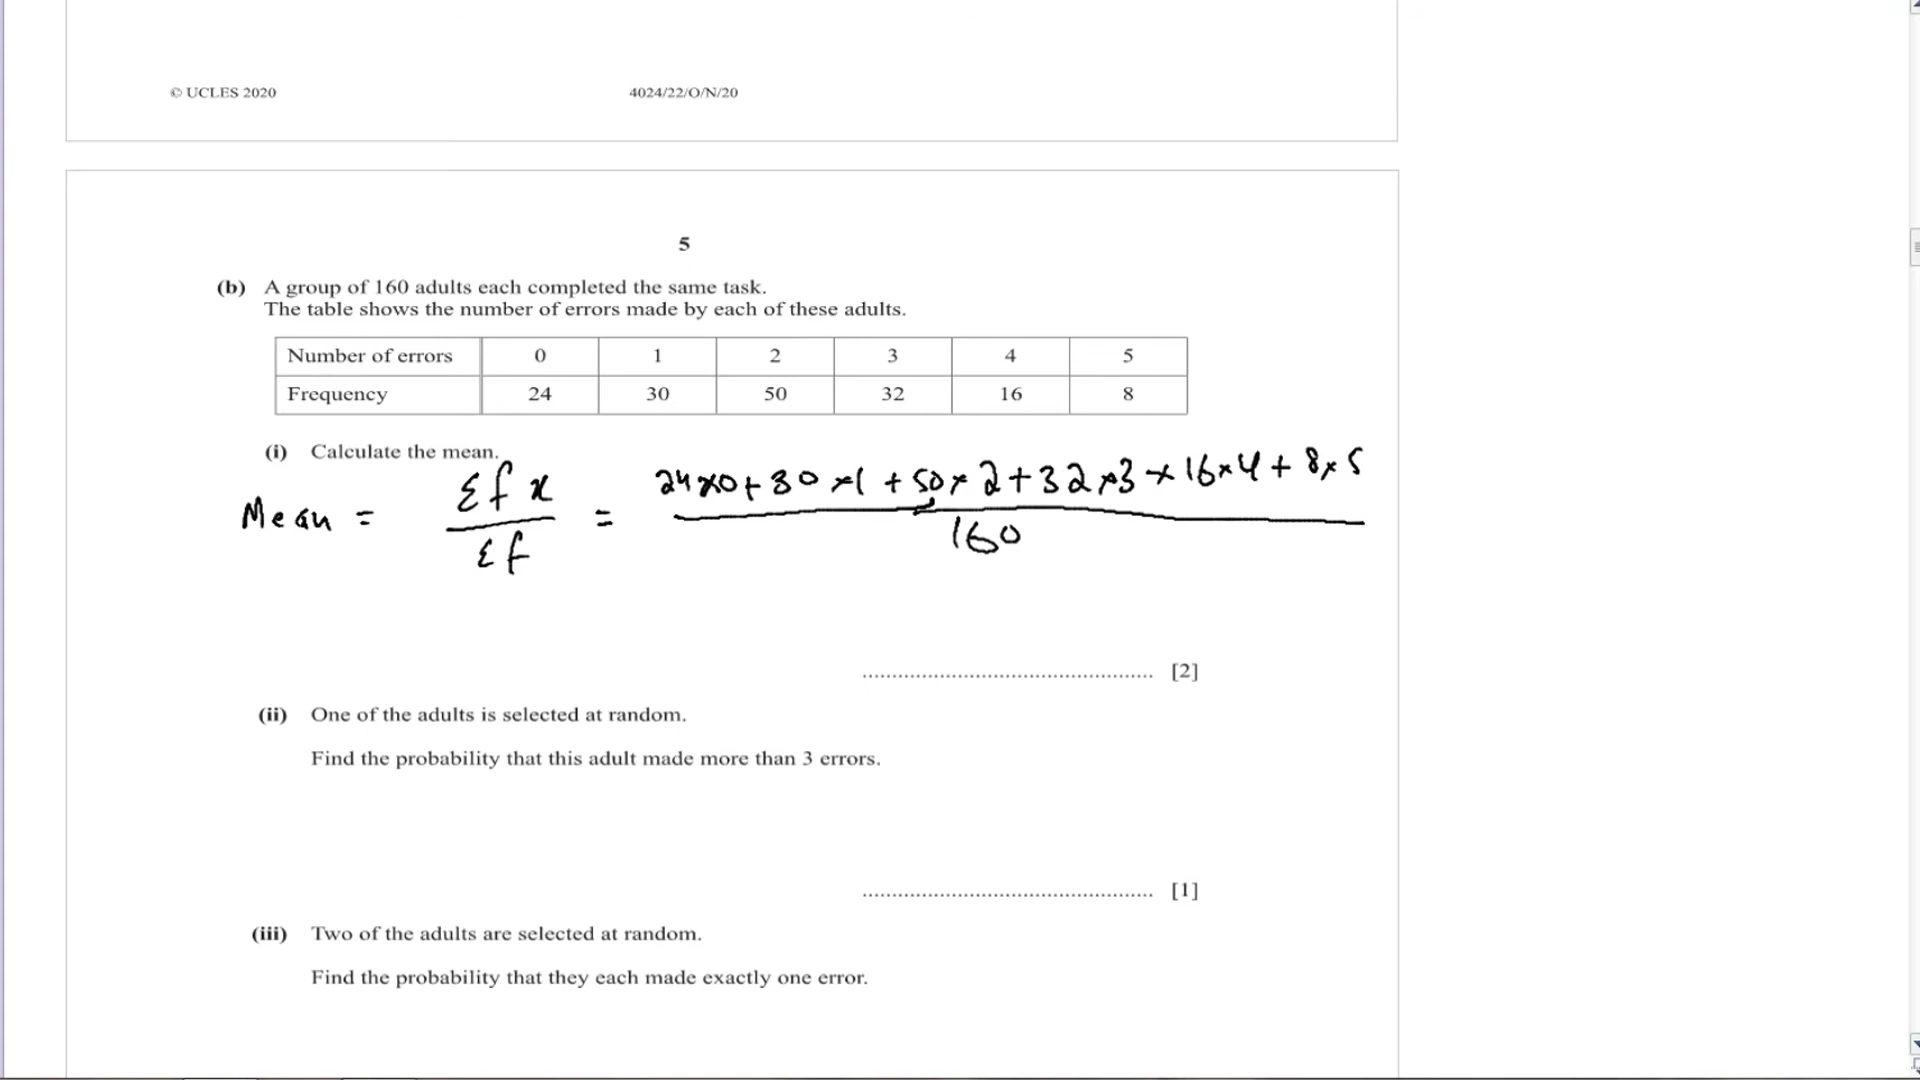 © UCLES 2020 4024/22/O/N/20
5
(b) A group of 160 adults each completed the same task.
The table shows the number of errors made by each of these adults.
Number of errors 0 1 2 3 4 5
Frequency 24 30 50 32 16 8
(i) Calculate the mean.
Mean = Σfx / Σf = 24×0+30×1+50×2+32×3×16×4+8×5 / 160
.................................................. [2]
(ii) One of the adults is selected at random.
Find the probability that this adult made more than 3 errors.
.................................................. [1]
(iii) Two of the adults are selected at random.
Find the probability that they each made exactly one error.